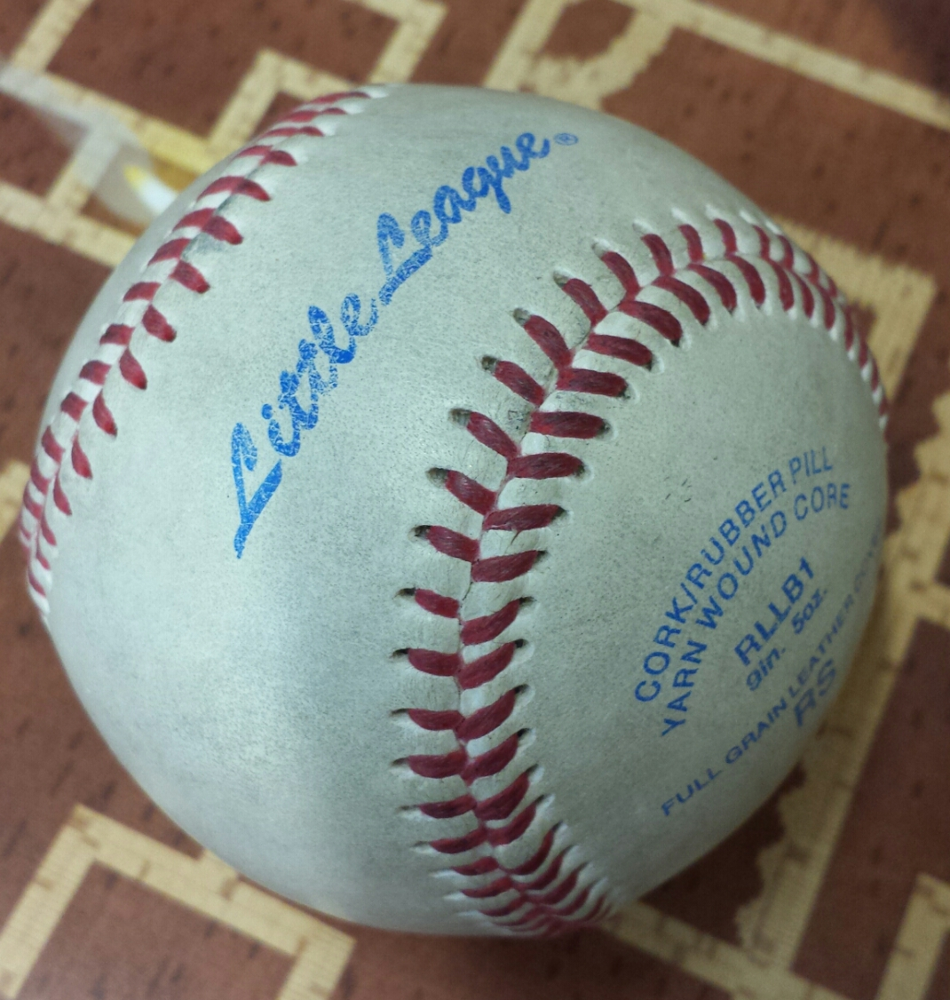 Little League®
CORK/RUBBER PILL
YARN WOUND CORE
RLLB1
9in. 5oz.
FULL GRAIN LEATHER
RS